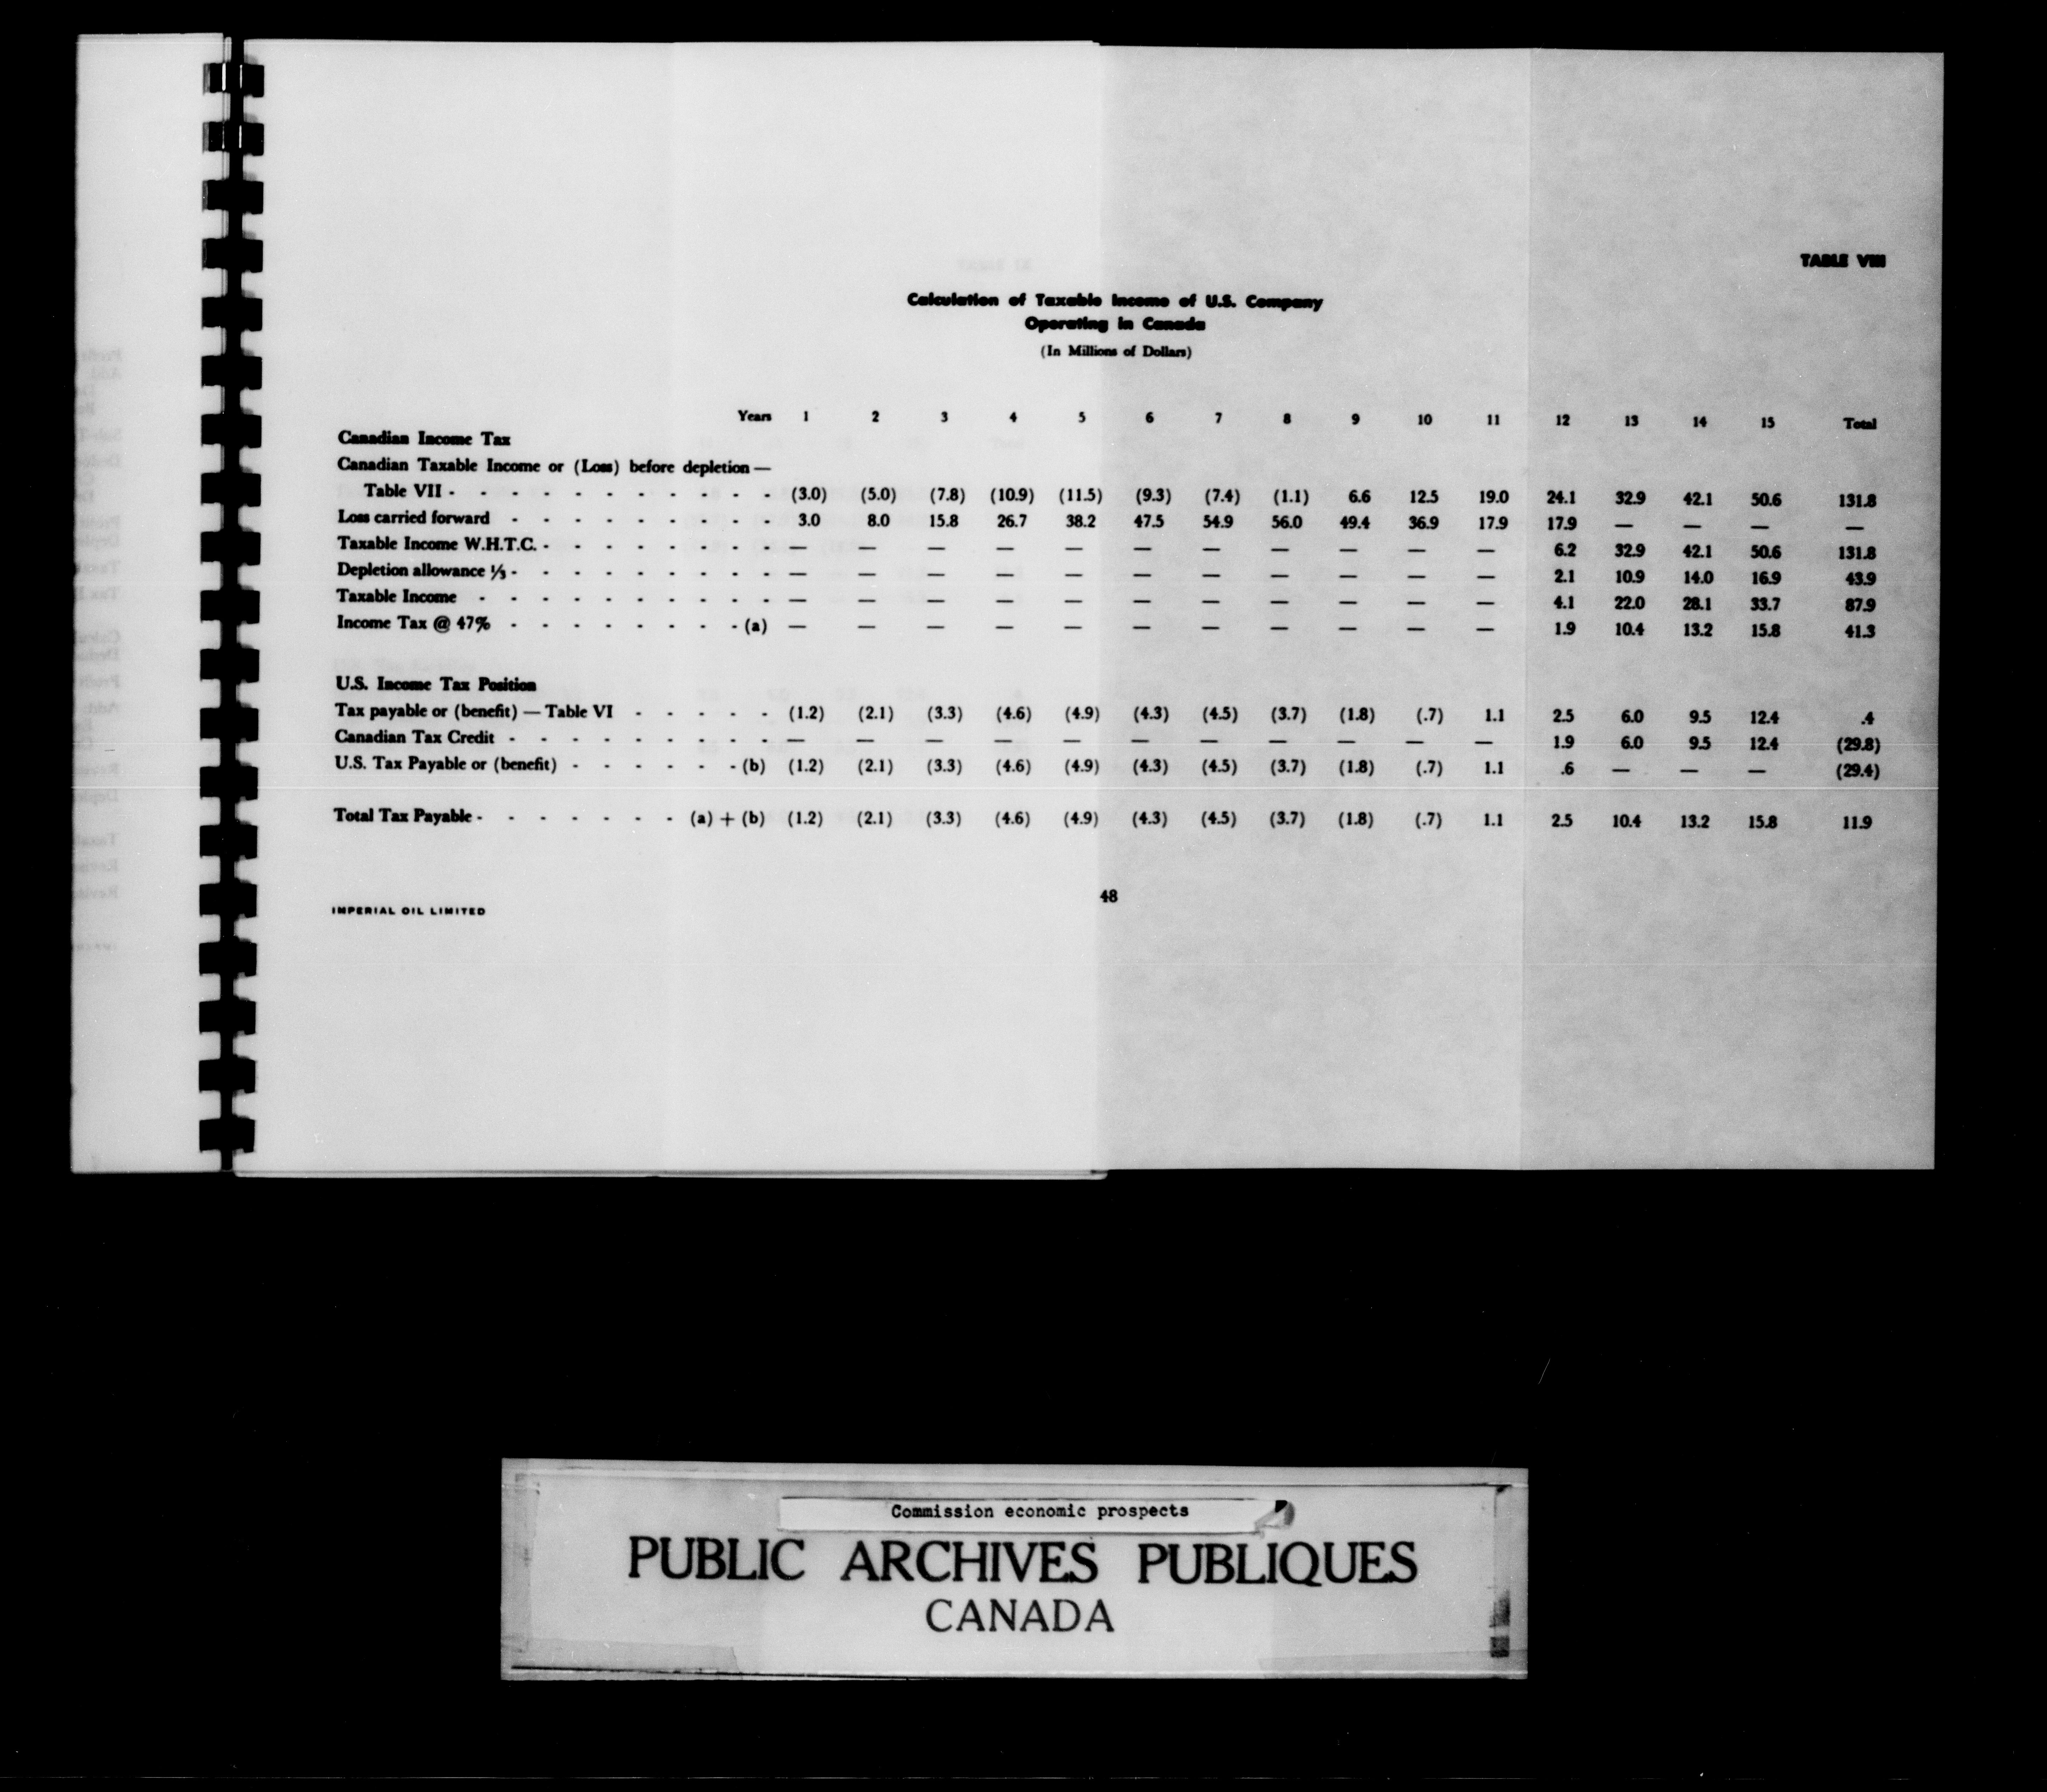 TABLE VIII
Calculation of Taxable Income of U.S. Company
Operating in Canada
(In Millions of Dollars)
Years 1 2 3 4 5 6 7 8 9 10 11 12 13 14 15 Total
Canadian Income Tax
Canadian Taxable Income or (Loss) before depletion —
Table VII - - - - - - - - - - - (3.0) (5.0) (7.8) (10.9) (11.5) (9.3) (7.4) (1.1) 6.6 12.5 19.0 24.1 32.9 42.1 50.6 131.8
Loss carried forward - - - - - - - - - 3.0 8.0 15.8 26.7 38.2 47.5 54.9 56.0 49.4 36.9 17.9 17.9 — — — —
Taxable Income W.H.T.C. - - - - - - - - — — — — — — — — — — — 6.2 32.9 42.1 50.6 131.8
Depletion allowance ⅓ - - - - - - - - - — — — — — — — — — — — 2.1 10.9 14.0 16.9 43.9
Taxable Income - - - - - - - - - - — — — — — — — — — — — 4.1 22.0 28.1 33.7 87.9
Income Tax @ 47% - - - - - - - - (a) — — — — — — — — — — — 1.9 10.4 13.2 15.8 41.3
U.S. Income Tax Position
Tax payable or (benefit) — Table VI - - - - - (1.2) (2.1) (3.3) (4.6) (4.9) (4.3) (4.5) (3.7) (1.8) (.7) 1.1 2.5 6.0 9.5 12.4 .4
Canadian Tax Credit - - - - - - - - - — — — — — — — — — — — 1.9 6.0 9.5 12.4 (29.8)
U.S. Tax Payable or (benefit) - - - - - - (b) (1.2) (2.1) (3.3) (4.6) (4.9) (4.3) (4.5) (3.7) (1.8) (.7) 1.1 .6 — — — (29.4)
Total Tax Payable - - - - - - - (a) + (b) (1.2) (2.1) (3.3) (4.6) (4.9) (4.3) (4.5) (3.7) (1.8) (.7) 1.1 2.5 10.4 13.2 15.8 11.9
48
IMPERIAL OIL LIMITED
Commission economic prospects
PUBLIC ARCHIVES PUBLIQUES
CANADA